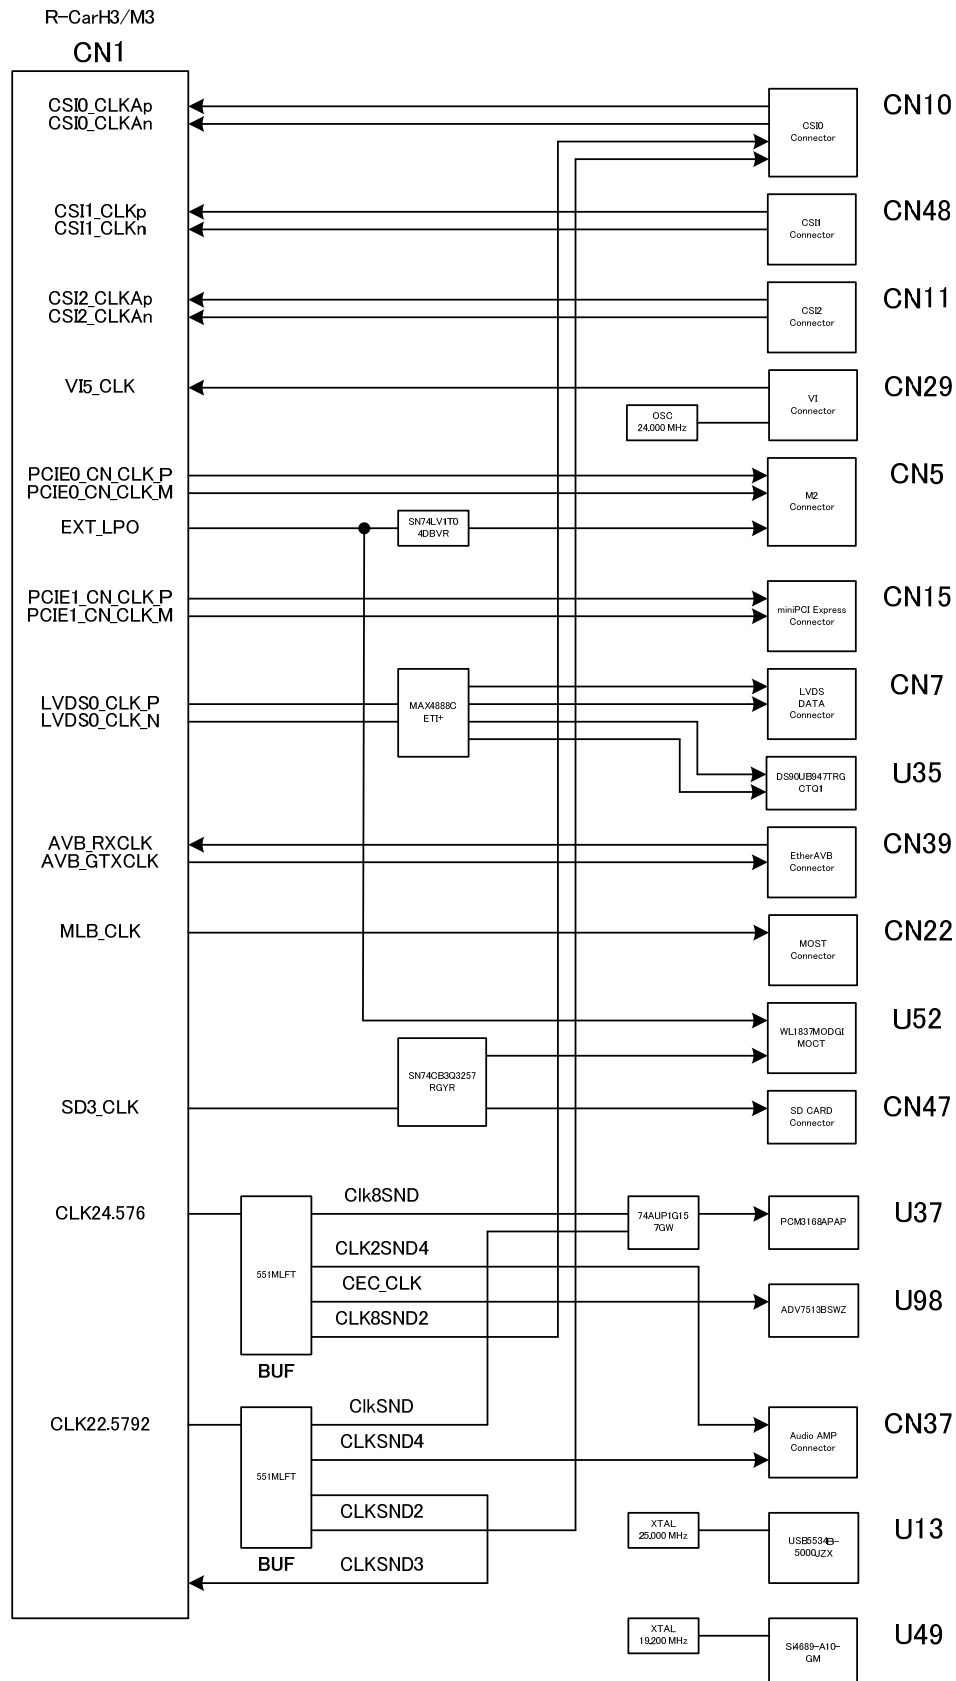 R-CarH3/M3
CN1
CSI0_CLKAp
CSI0_CLKAn
CSI0
Connector
CN10
CSI1_CLKp
CSI1_CLKn
CSI1
Connector
CN48
CSI2_CLKAp
CSI2_CLKAn
CSI2
Connector
CN11
VI5_CLK
OSC
24.000 MHz
VI
Connector
CN29
PCIE0_CN_CLK_P
PCIE0_CN_CLK_M
EXT_LPO
SN74LV1T0
4DBVR
M2
Connector
CN5
PCIE1_CN_CLK_P
PCIE1_CN_CLK_M
miniPCI Express
Connector
CN15
LVDS0_CLK_P
LVDS0_CLK_N
MAX4888C
ETI+
LVDS
DATA
Connector
CN7
DS90UB947TRG
CTQ1
U35
AVB_RXCLK
AVB_GTXCLK
EtherAVB
Connector
CN39
MLB_CLK
MOST
Connector
CN22
WL1837MODGI
MOCT
U52
SD3_CLK
SN74CB3Q3257
RGYR
SD CARD
Connector
CN47
CLK24.576
551MLFT
BUF
Clk8SND
CLK2SND4
CEC_CLK
CLK8SND2
74AUP1G15
7GW
PCM3168APAP
U37
ADV7513BSWZ
U98
CLK22.5792
551MLFT
BUF
ClkSND
CLKSND4
CLKSND2
CLKSND3
Audio AMP
Connector
CN37
XTAL
25.000 MHz
USB5534B-
5000JZX
U13
XTAL
19.200 MHz
Si4689-A10-
GM
U49